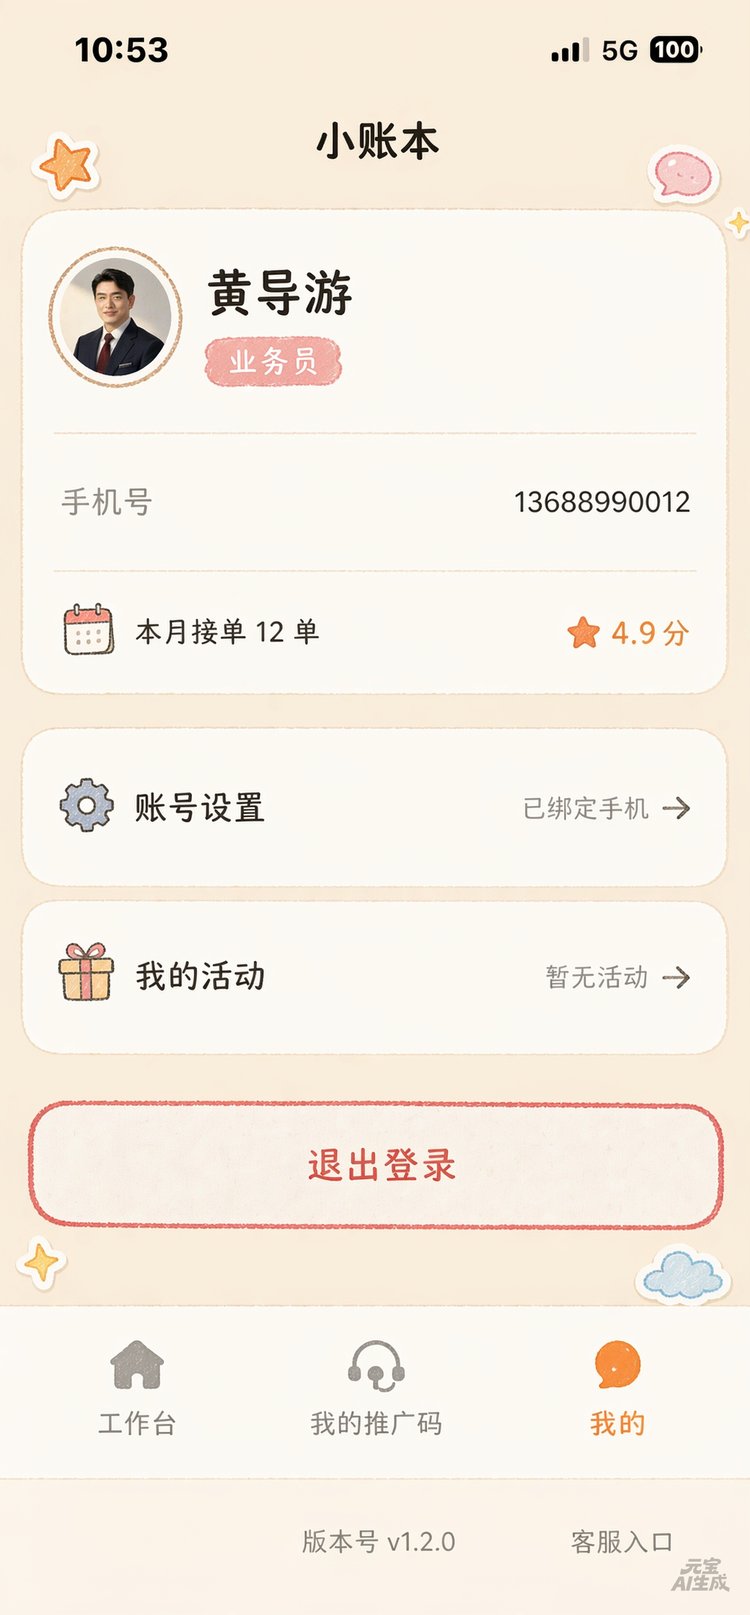 10:53
5G 100
小账本
黄导游
业务员
手机号 13688990012
本月接单 12 单 4.9 分
账号设置 已绑定手机
我的活动 暂无活动
退出登录
工作台 我的推广码 我的
版本号 v1.2.0 客服入口
元宝
AI生成